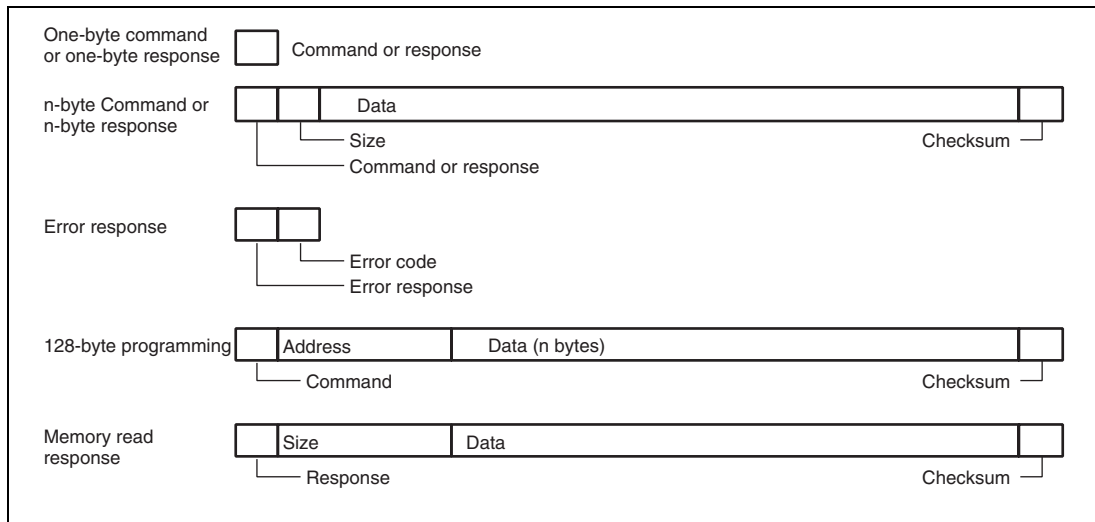 One-byte command
or one-byte response
Command or response
n-byte Command or
n-byte response
Data
Size
Checksum
Command or response
Error response
Error code
Error response
128-byte programming
Address
Data (n bytes)
Command
Checksum
Memory read
response
Size
Data
Response
Checksum